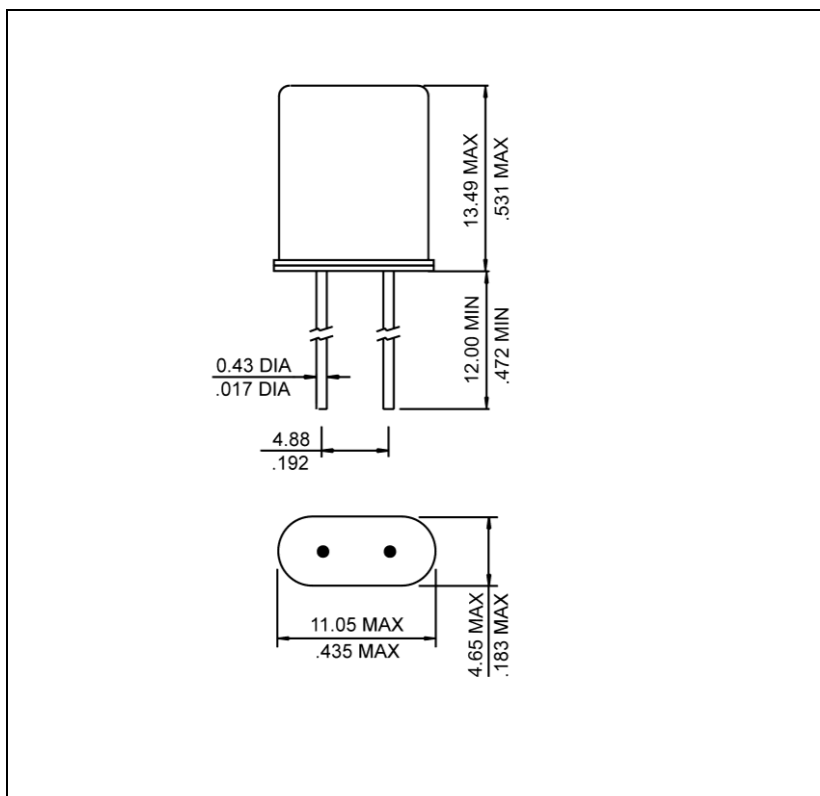 13.49 MAX
.531 MAX
12.00 MIN
.472 MIN
0.43 DIA
.017 DIA
4.88
.192
11.05 MAX
.435 MAX
4.65 MAX
.183 MAX